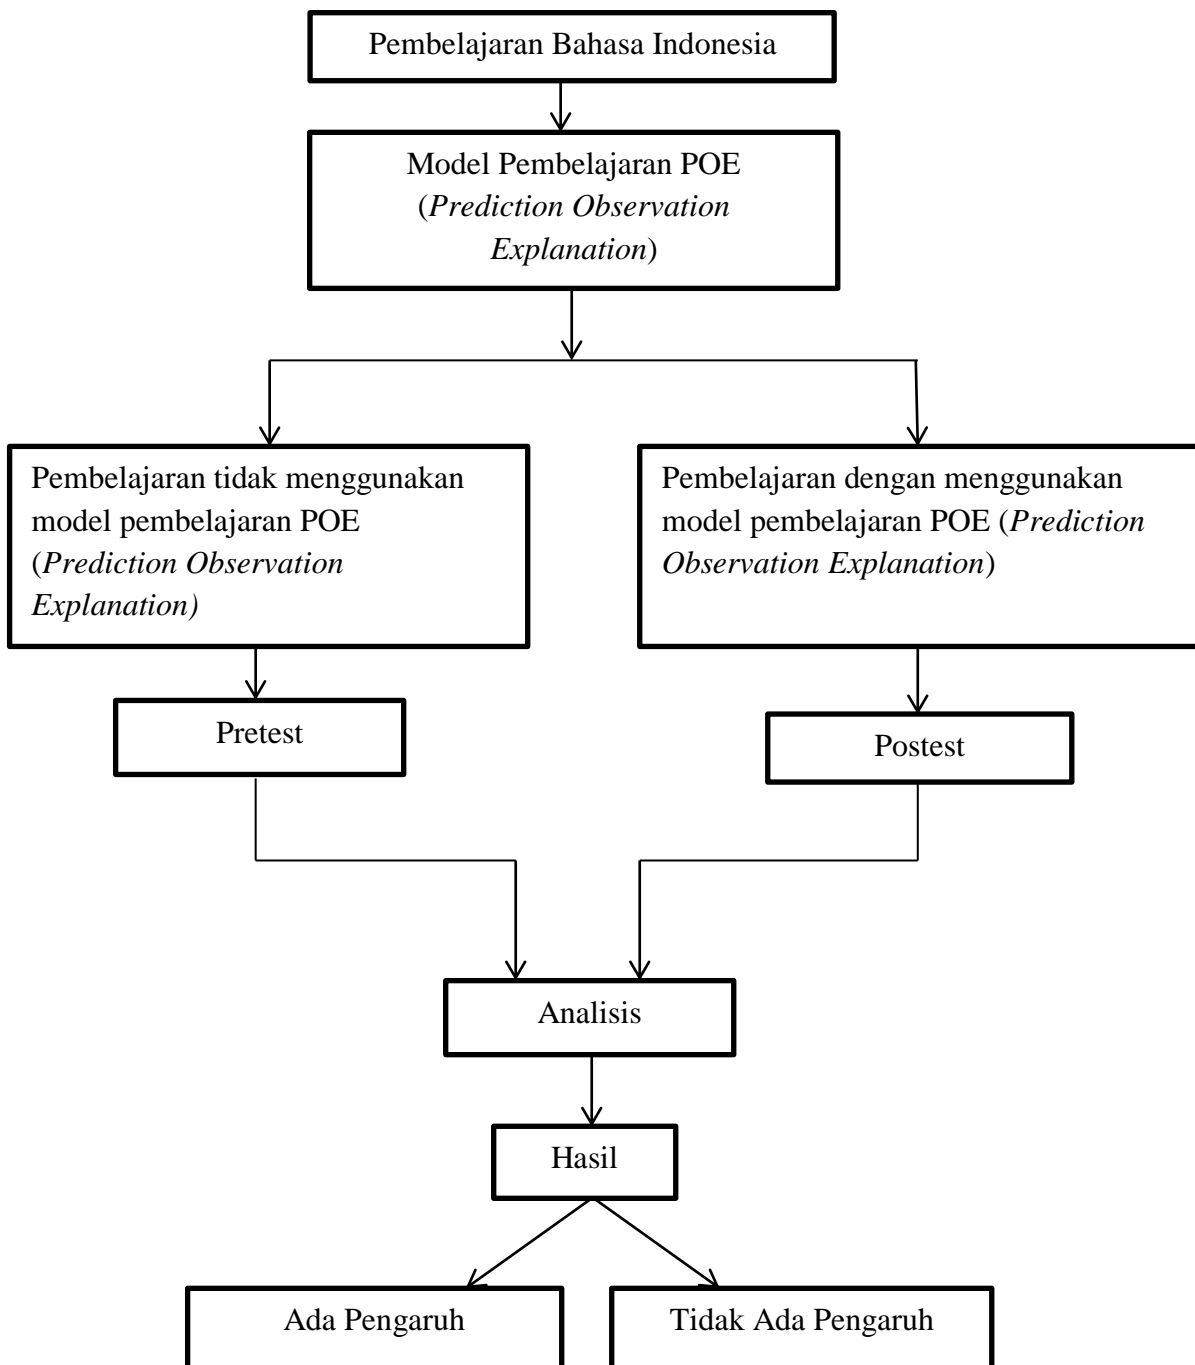 Pembelajaran Bahasa Indonesia
Model Pembelajaran POE
(Prediction Observation
Explanation)
Pembelajaran tidak menggunakan
model pembelajaran POE
(Prediction Observation
Explanation)
Pembelajaran dengan menggunakan
model pembelajaran POE (Prediction
Observation Explanation)
Pretest
Postest
Analisis
Hasil
Ada Pengaruh
Tidak Ada Pengaruh